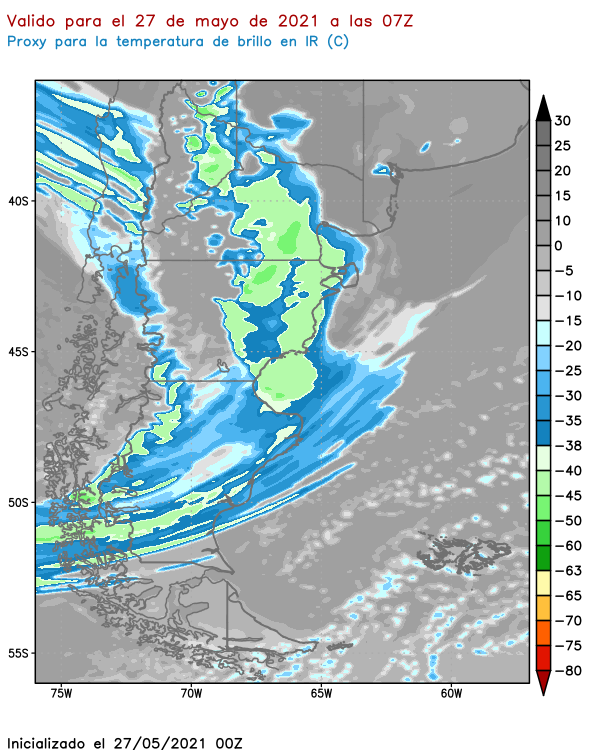 Valido para el 27 de mayo de 2021 a las 07Z
Proxy para la temperatura de brillo en IR (C)
30
25
20
15
10
0
−5
−10
−15
−20
−25
−30
−35
−38
−40
−45
−50
−60
−63
−65
−70
−75
−80
40S
45S
50S
55S
75W 70W 65W 60W
Inicializado el 27/05/2021 00Z